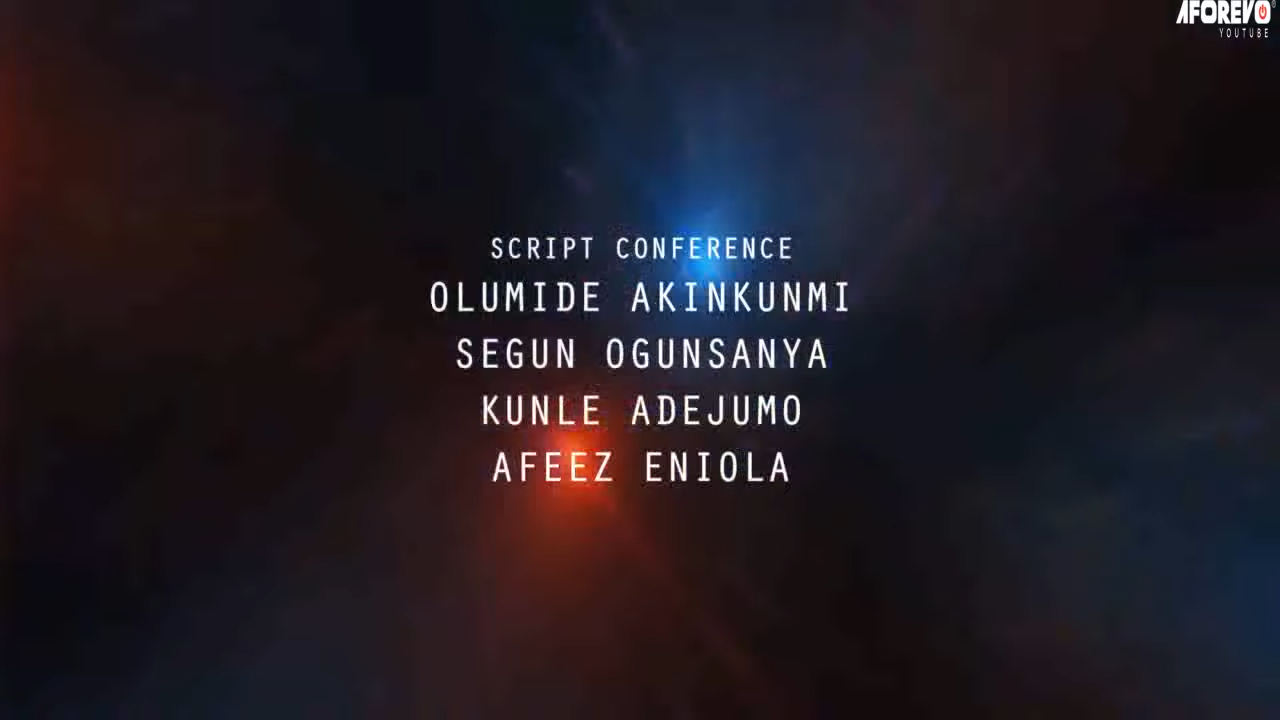 AFOREVO
YOUTUBE
SCRIPT CONFERENCE
OLUMIDE AKINKUNMI
SEGUN OGUNSANYA
KUNLE ADEJUMO
AFEEZ ENIOLA